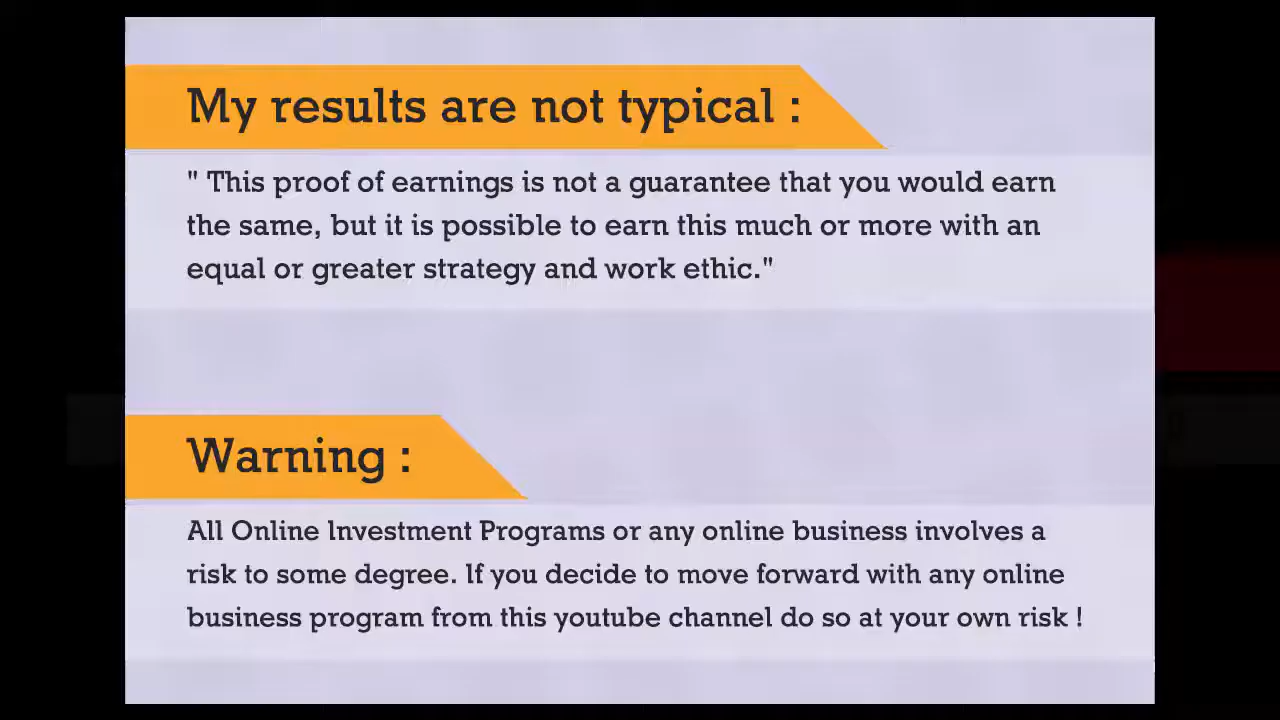 My results are not typical :
" This proof of earnings is not a guarantee that you would earn
the same, but it is possible to earn this much or more with an
equal or greater strategy and work ethic."
Warning :
All Online Investment Programs or any online business involves a
risk to some degree. If you decide to move forward with any online
business program from this youtube channel do so at your own risk !